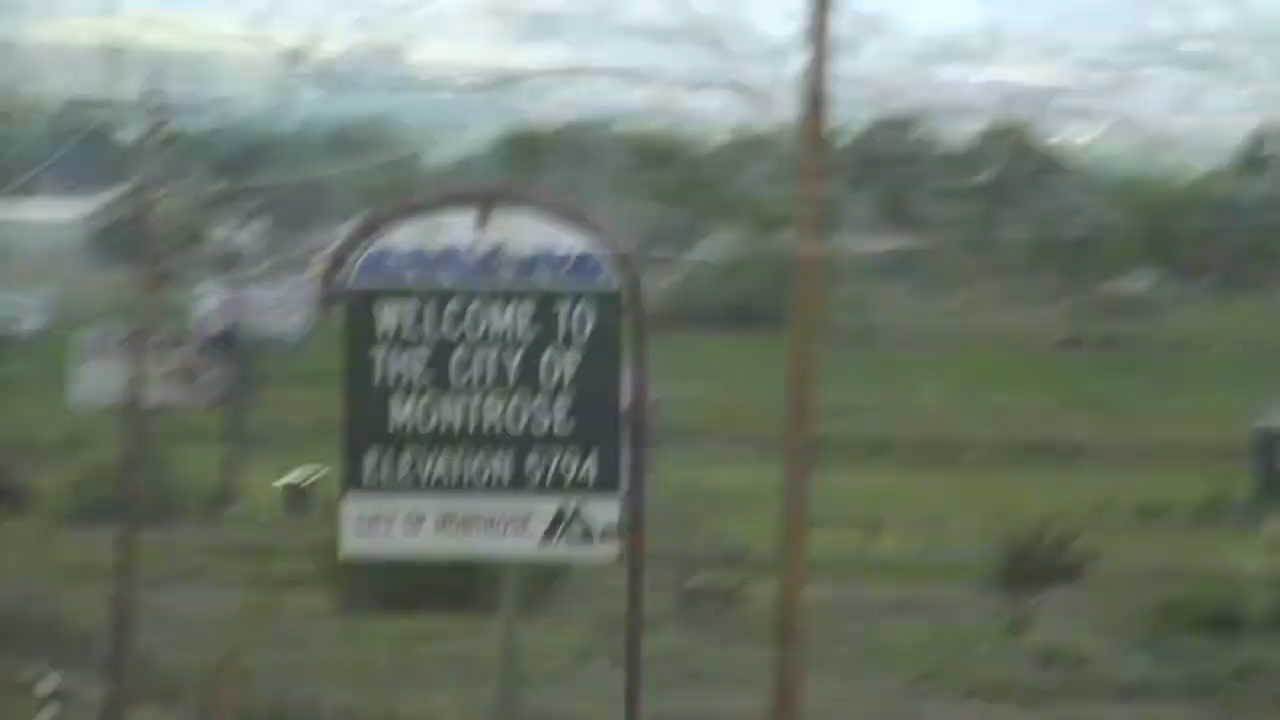 WELCOME TO
THE CITY OF
MONTROSE
ELEVATION 5794
CITY OF MONTROSE